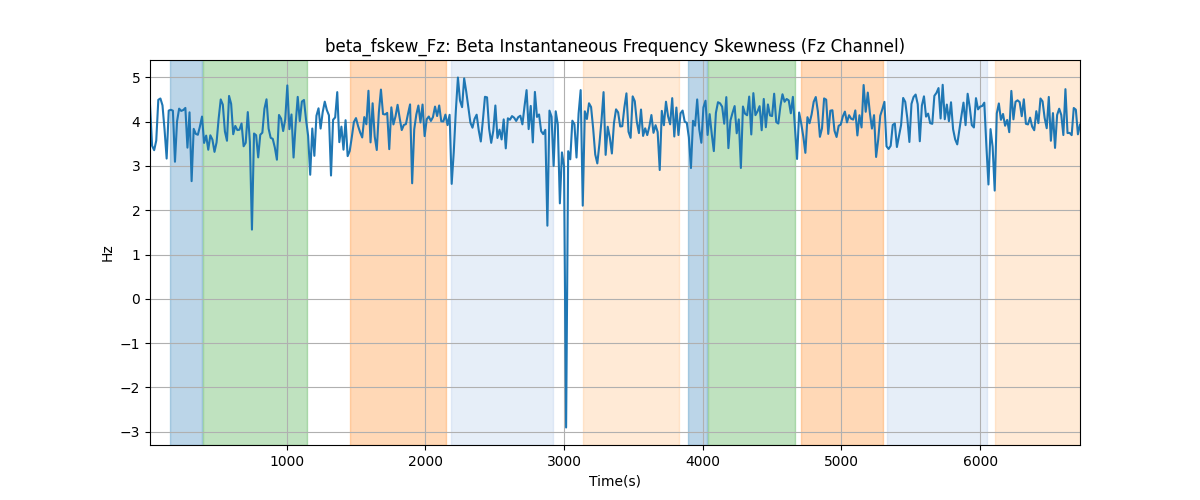 beta_fskew_Fz: Beta Instantaneous Frequency Skewness (Fz Channel)
5
4
3
2
1
0
−1
−2
−3
Hz
1000 2000 3000 4000 5000 6000
Time(s)